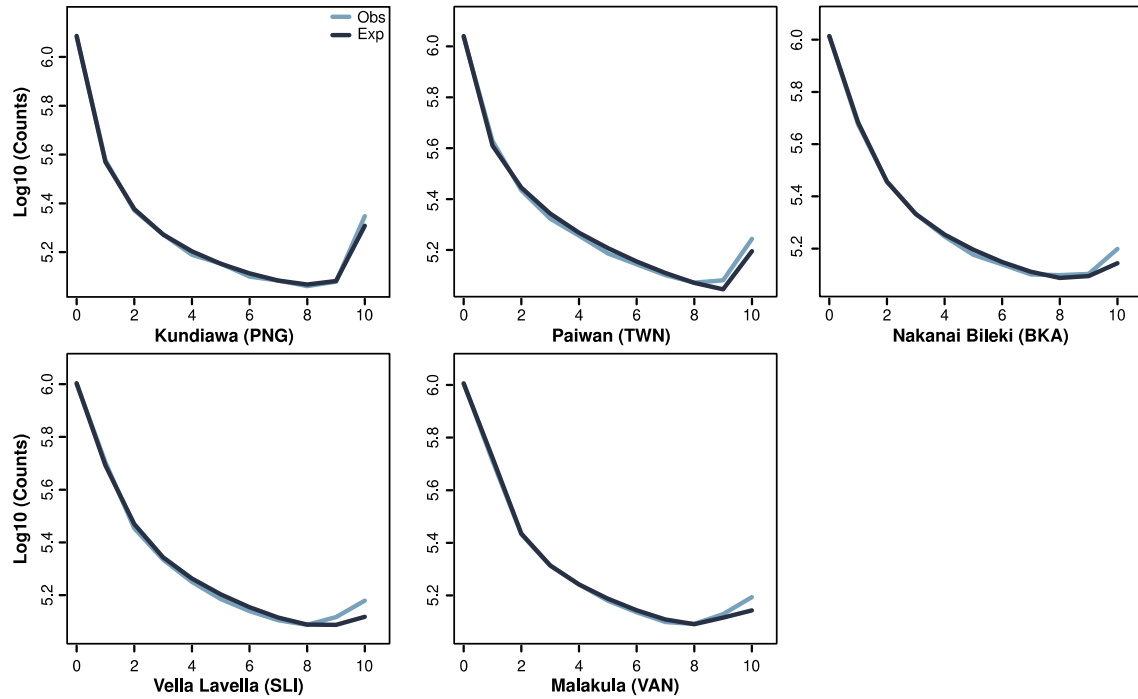 Obs
Exp
Log10 (Counts)
6.0
5.8
5.6
5.4
5.2
0 2 4 6 8 10
Kundiawa (PNG)
6.0
5.8
5.6
5.4
5.2
0 2 4 6 8 10
Paiwan (TWN)
6.0
5.8
5.6
5.4
5.2
0 2 4 6 8 10
Nakanai Bileki (BKA)
Log10 (Counts)
6.0
5.8
5.6
5.4
5.2
0 2 4 6 8 10
Vella Lavella (SLI)
6.0
5.8
5.6
5.4
5.2
0 2 4 6 8 10
Malakula (VAN)